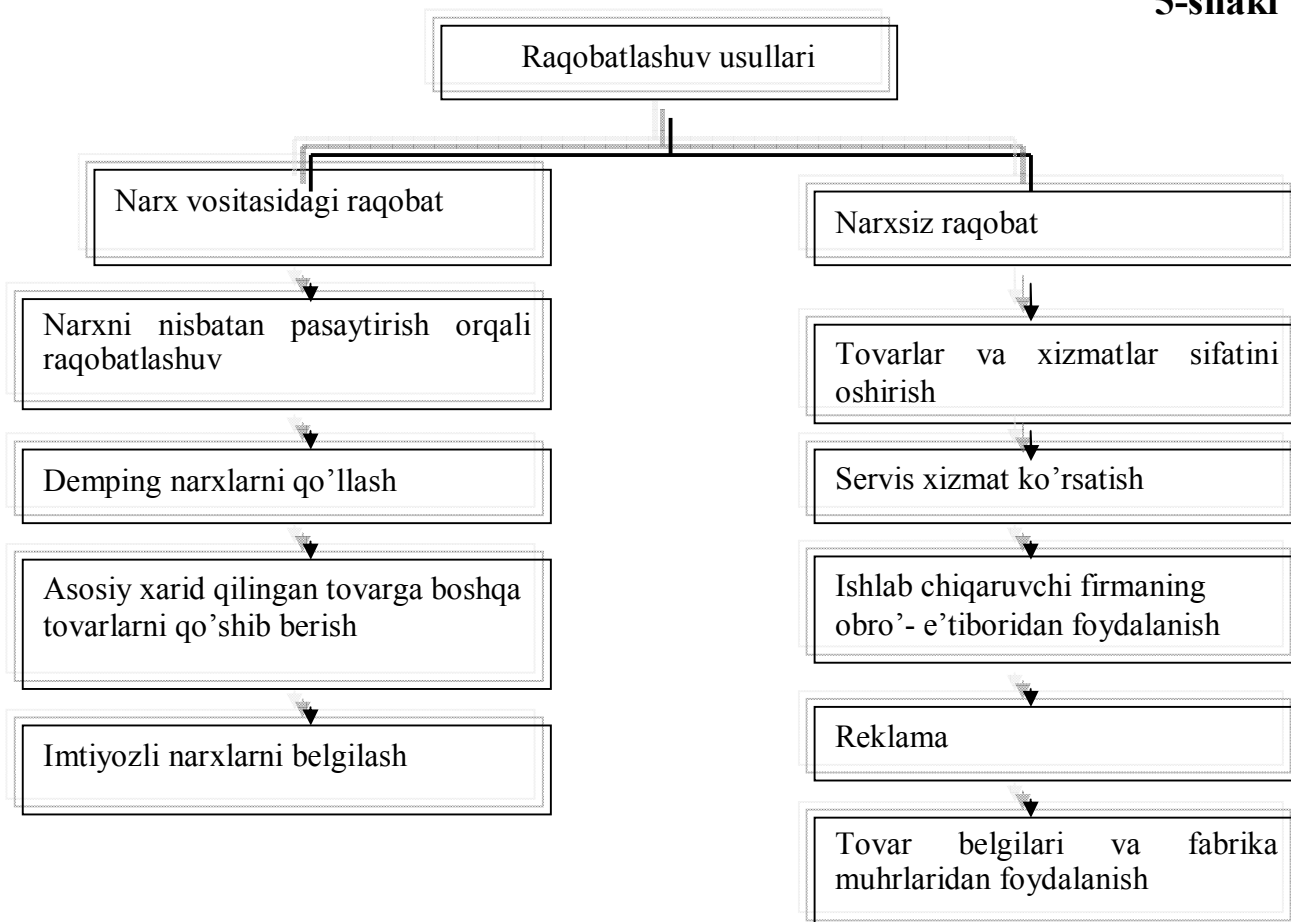 5-shakl
Raqobatlashuv usullari
Narx vositasidagi raqobat
Narxni nisbatan pasaytirish orqali
raqobatlashuv
Demping narxlarni qo’llash
Asosiy xarid qilingan tovarga boshqa
tovarlarni qo’shib berish
Imtiyozli narxlarni belgilash
Narxsiz raqobat
Tovarlar va xizmatlar sifatini
oshirish
Servis xizmat ko’rsatish
Ishlab chiqaruvchi firmaning
obro’- e’tiboridan foydalanish
Reklama
Tovar belgilari va fabrika
muhrlaridan foydalanish